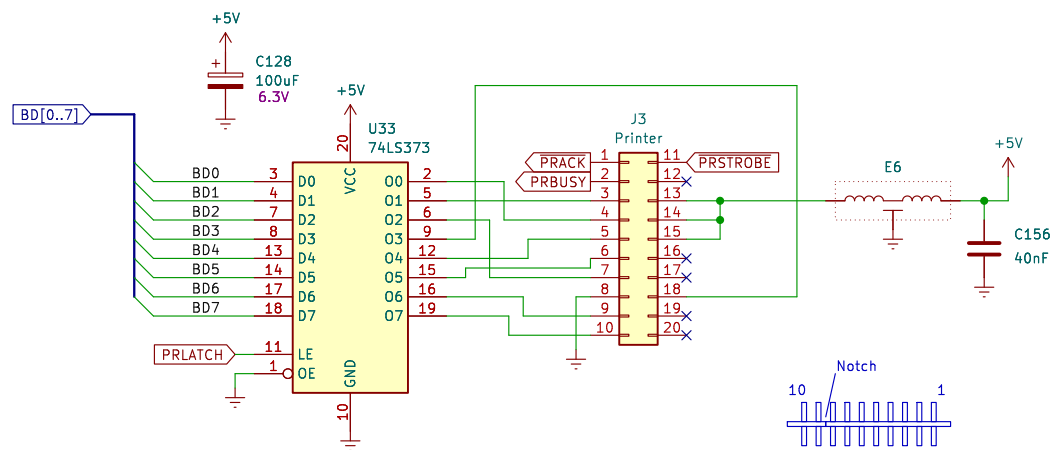 +5V
+
C128
100uF
6.3V
BD[0..7]
+5V
20
U33
74LS373
VCC
BD0 3 D0 O0 2
BD1 4 D1 O1 5
BD2 7 D2 O2 6
BD3 8 D3 O3 9
BD4 13 D4 O4 12
BD5 14 D5 O5 15
BD6 17 D6 O6 16
BD7 18 D7 O7 19
PRLATCH 11 LE
1 OE
GND
10
J3
Printer
PRACK 1 11 PRSTROBE
PRBUSY 2 12
3 13
4 14
5 15
6 16
7 17
8 18
9 19
10 20
E6
+5V
C156
40nF
Notch
10 1